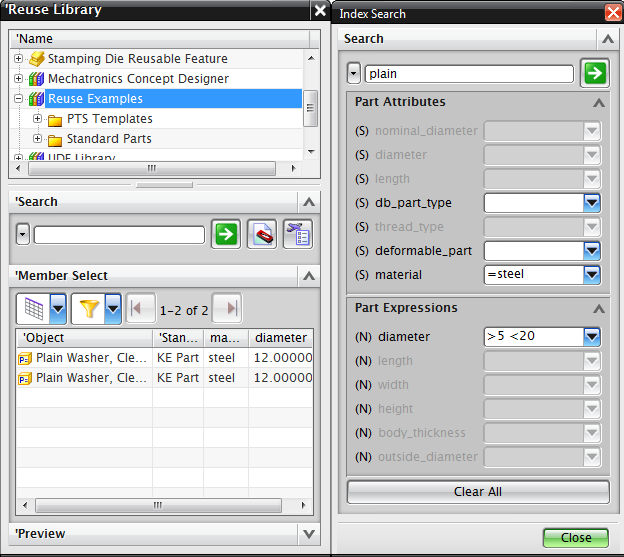 'Reuse Library
'Name
Stamping Die Reusable Feature
Mechatronics Concept Designer
Reuse Examples
PTS Templates
Standard Parts
UDE Library
'Search
'Member Select
1-2 of 2
'Object 'Stan... ma... diameter
Plain Washer, Cle... KE Part steel 12.00000
Plain Washer, Cle... KE Part steel 12.00000
'Preview
Index Search
Search
plain
Part Attributes
(S) nominal_diameter
(S) diameter
(S) length
(S) db_part_type
(S) thread_type
(S) deformable_part
(S) material =steel
Part Expressions
(N) diameter >5 <20
(N) length
(N) width
(N) height
(N) body_thickness
(N) outside_diameter
Clear All
Close